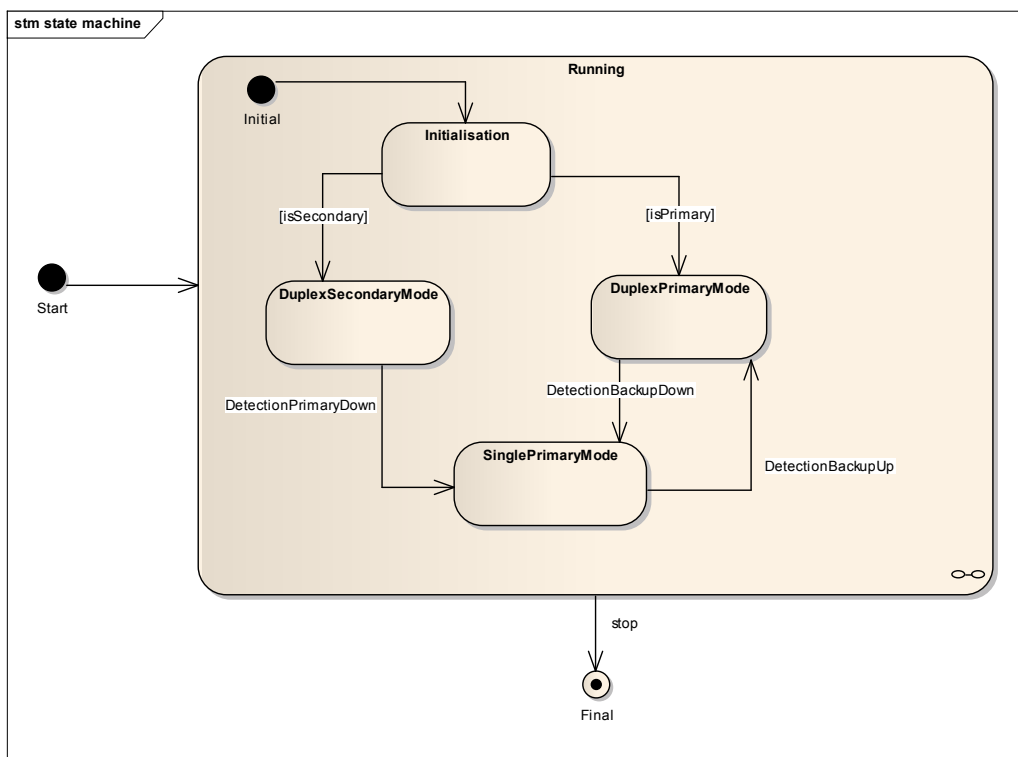 stm state machine
Running
Initial
Initialisation
[isSecondary]
[isPrimary]
Start
DuplexSecondaryMode
DuplexPrimaryMode
DetectionPrimaryDown
DetectionBackupDown
SinglePrimaryMode
DetectionBackupUp
stop
Final